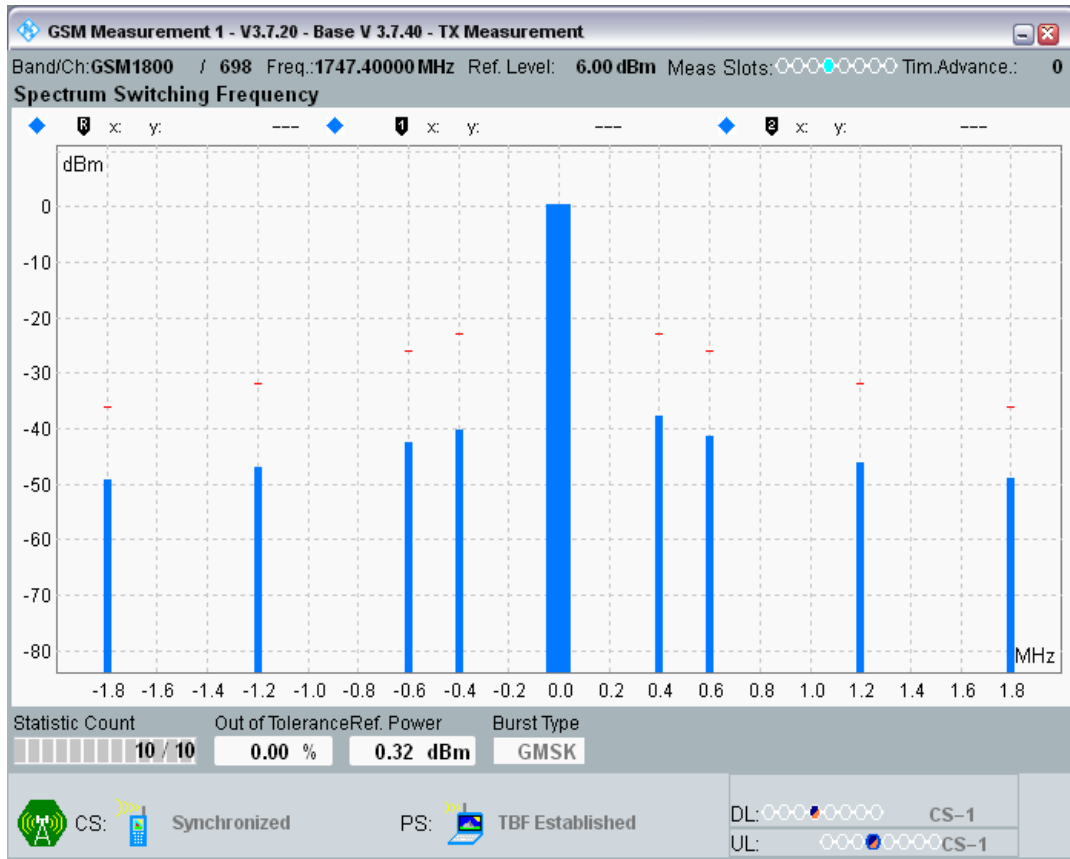 GSM Measurement 1 - V3.7.20 - Base V 3.7.40 - TX Measurement
Band/Ch:GSM1800 / 698 Freq.:1747.40000 MHz Ref. Level: 6.00 dBm Meas Slots: Tim.Advance.: 0
Spectrum Switching Frequency
R x: y: --- 1 x: y: --- 2 x: y: ---
dBm
0
-10
-20
-30
-40
-50
-60
-70
-80
MHz
-1.8 -1.6 -1.4 -1.2 -1.0 -0.8 -0.6 -0.4 -0.2 0.0 0.2 0.4 0.6 0.8 1.0 1.2 1.4 1.6 1.8
Statistic Count Out of Tolerance Ref. Power Burst Type
10 / 10 0.00 % 0.32 dBm GMSK
CS: Synchronized PS: TBF Established
DL: CS-1
UL: CS-1